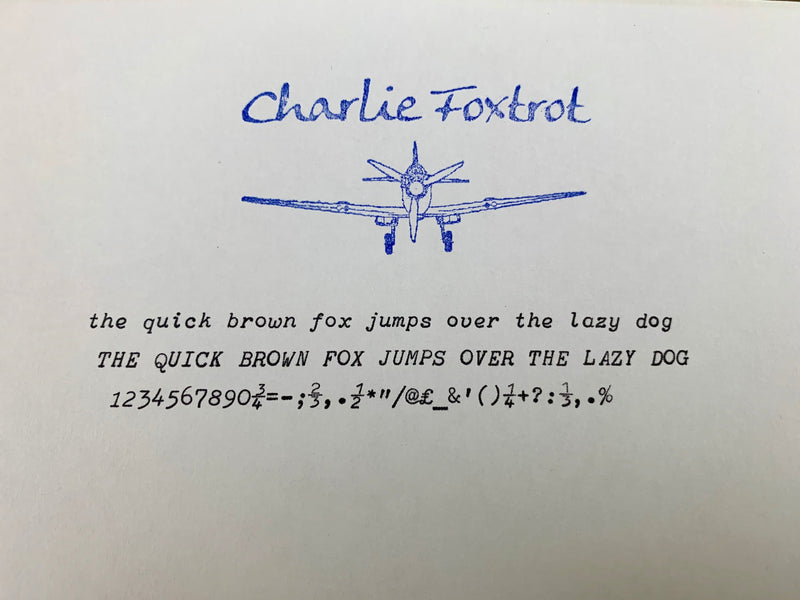 Charlie Foxtrot
the quick brown fox jumps over the lazy dog
THE QUICK BROWN FOX JUMPS OVER THE LAZY DOG
1234567890¾=-;⅔,.½*"/@£_&'()¼+?:⅓,.%